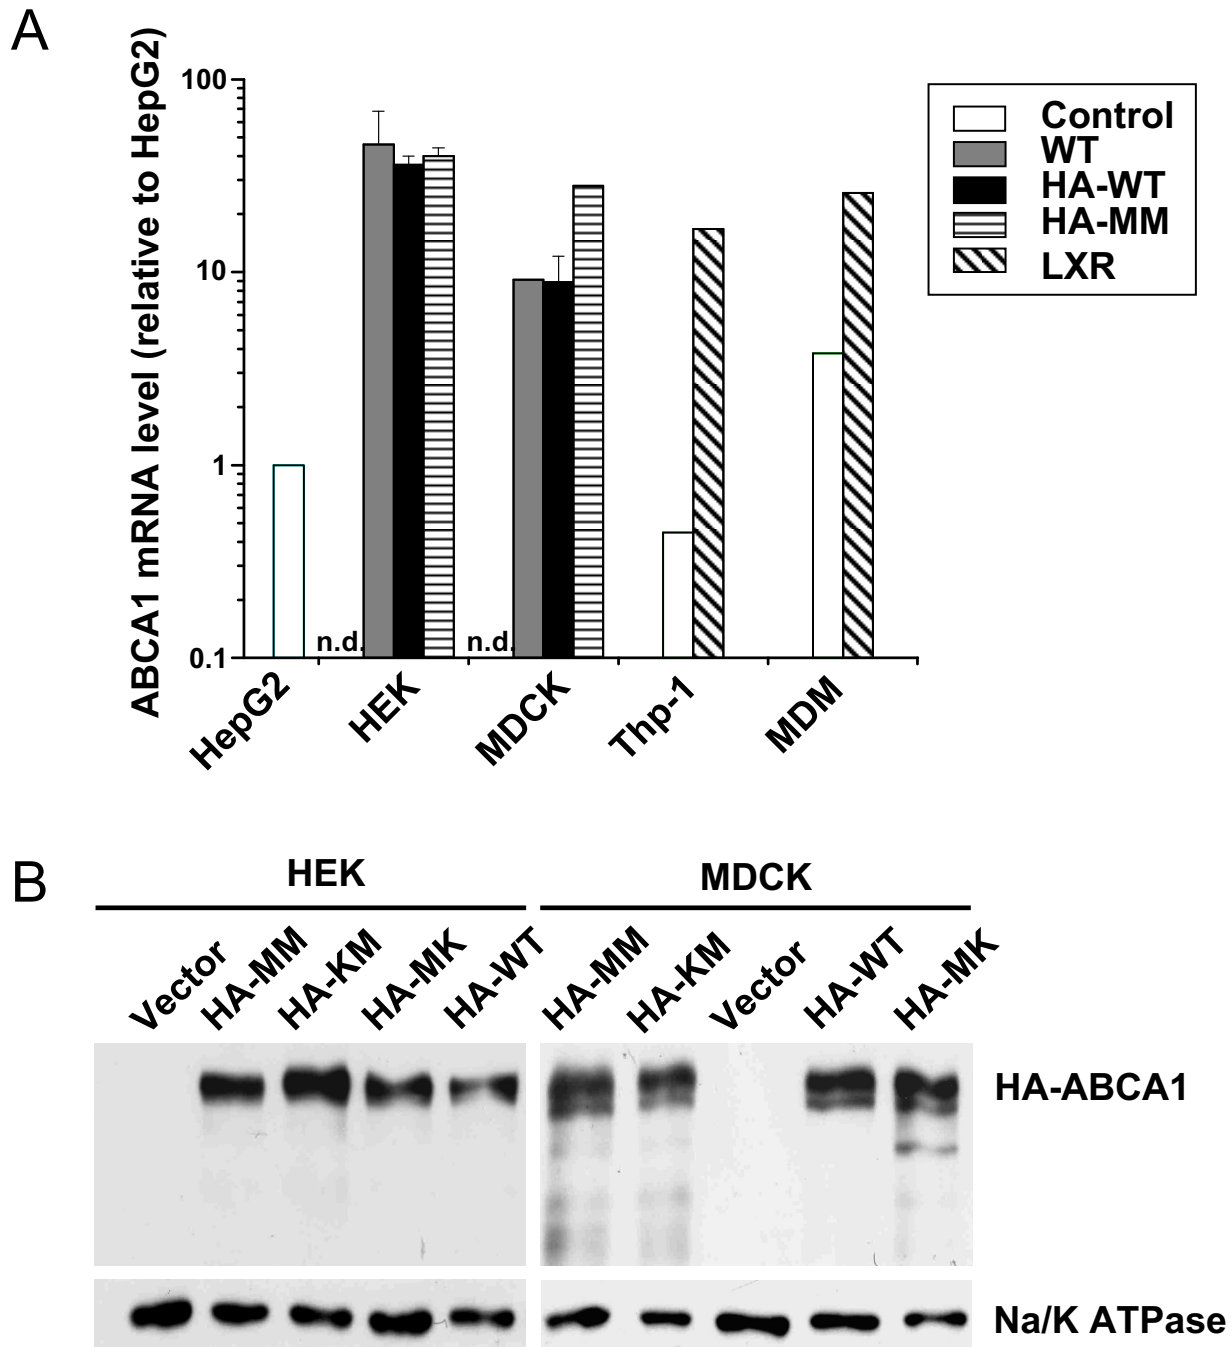 A
ABCA1 mRNA level (relative to HepG2)
100
10
1
0.1
n.d.
n.d.
HepG2
HEK
MDCK
Thp-1
MDM
Control
WT
HA-WT
HA-MM
LXR
B
HEK
MDCK
Vector
HA-MM
HA-KM
HA-MK
HA-WT
HA-MM
HA-KM
Vector
HA-WT
HA-MK
HA-ABCA1
Na/K ATPase